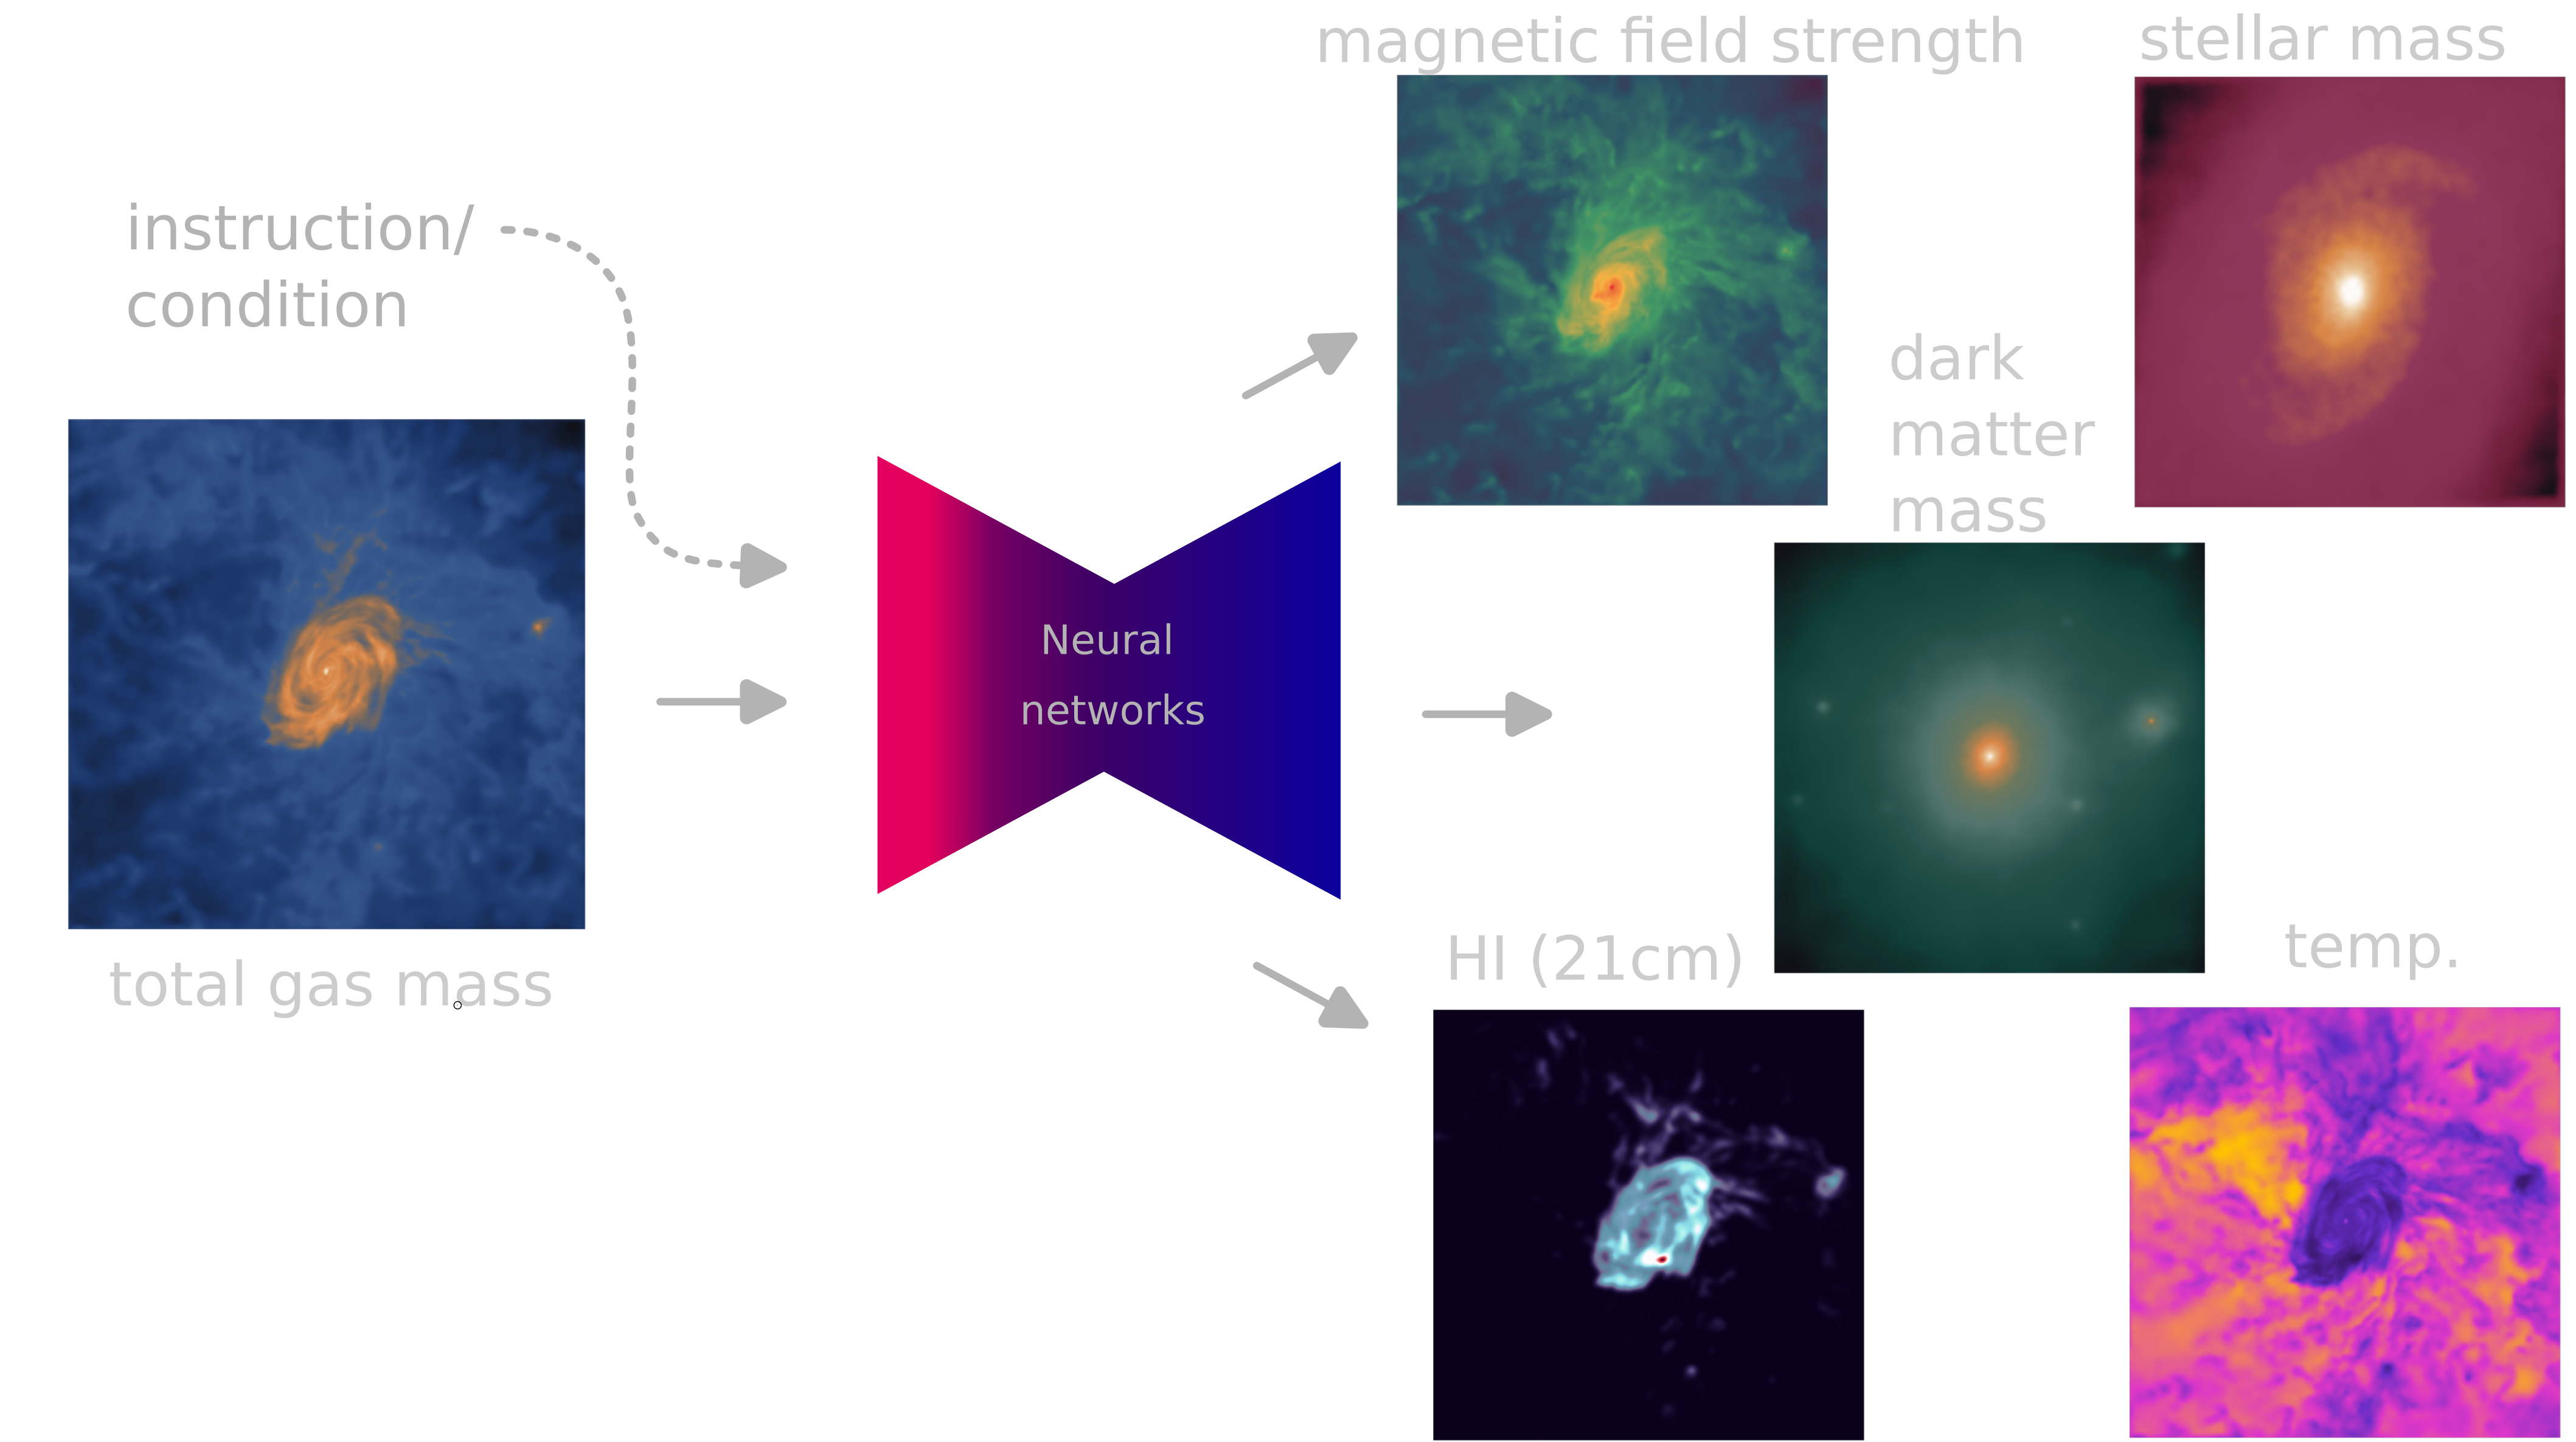 magnetic field strength
stellar mass
instruction/
condition
dark
matter
mass
Neural
networks
HI (21cm)
temp.
total gas mass